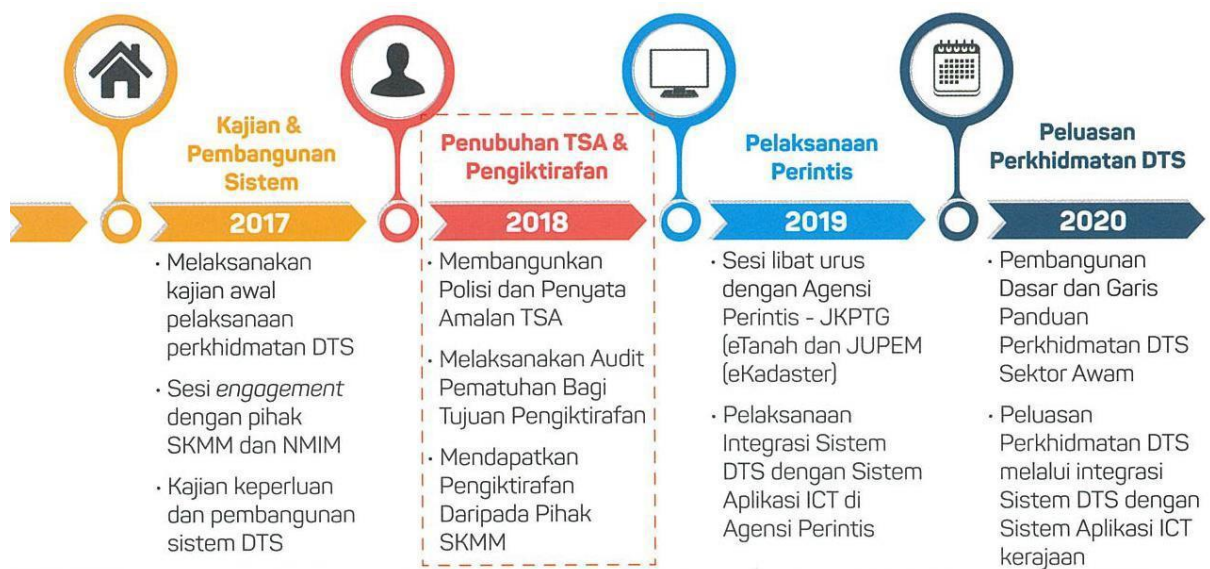 Kajian &
Pembangunan
Sistem
2017
· Melaksanakan
kajian awal
pelaksanaan
perkhidmatan DTS
· Sesi engagement
dengan pihak
SKMM dan NMIM
· Kajian keperluan
dan pembangunan
sistem DTS
Penubuhan TSA &
Pengiktirafan
2018
· Membangunkan
Polisi dan Penyata
Amalan TSA
· Melaksanakan Audit
Pematuhan Bagi
Tujuan Pengiktirafan
· Mendapatkan
Pengiktirafan
Daripada Pihak
SKMM
Pelaksanaan
Perintis
2019
· Sesi libat urus
dengan Agensi
Perintis - JKPTG
(eTanah dan JUPEM
(eKadaster)
· Pelaksanaan
Integrasi Sistem
DTS dengan Sistem
Aplikasi ICT di
Agensi Perintis
Peluasan
Perkhidmatan DTS
2020
· Pembangunan
Dasar dan Garis
Panduan
Perkhidmatan DTS
Sektor Awam
· Peluasan
Perkhidmatan DTS
melalui integrasi
Sistem DTS dengan
Sistem Aplikasi ICT
kerajaan